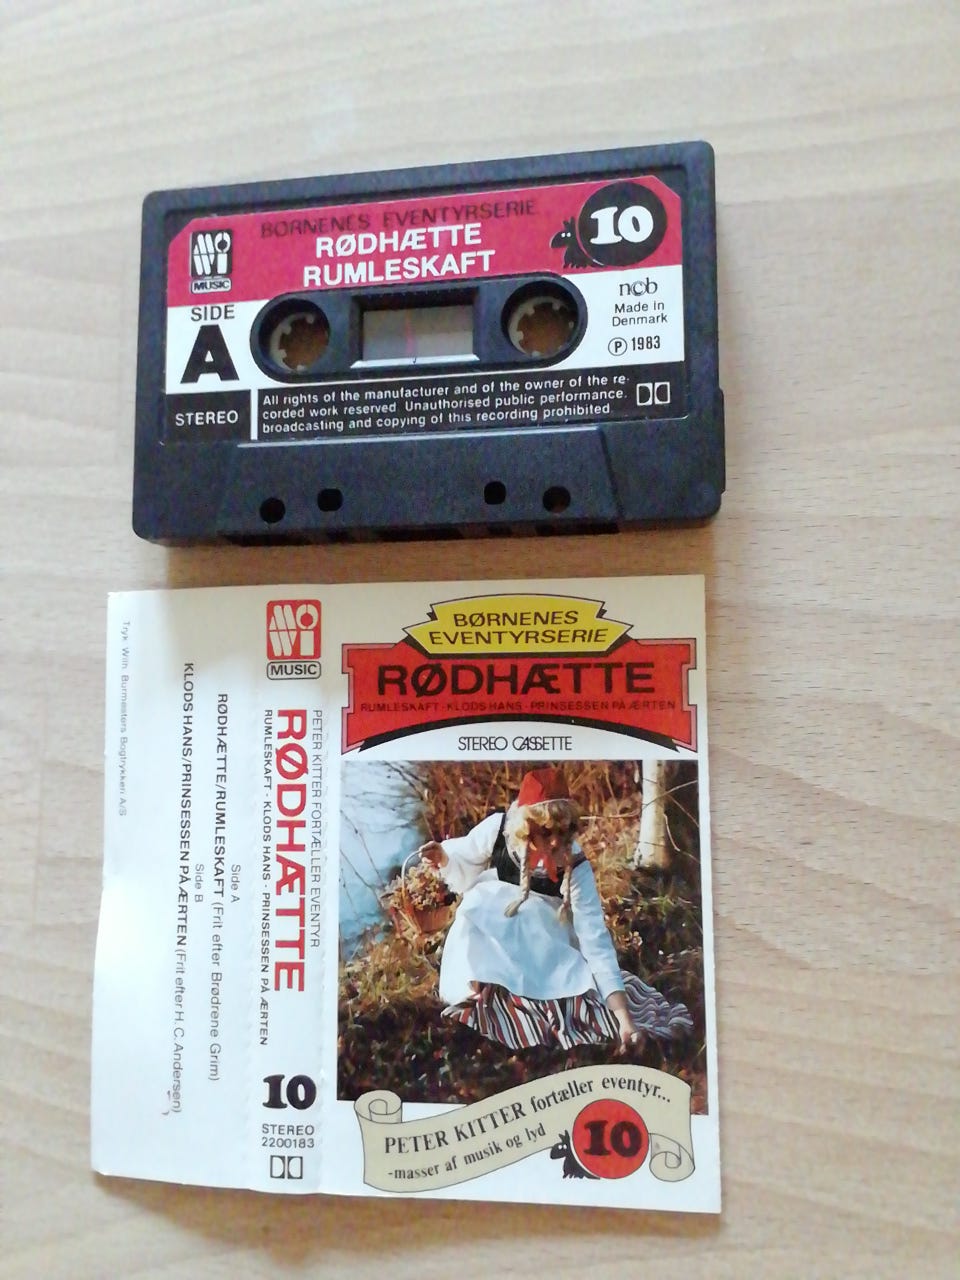 BØRNENES EVENTYRSERIE
RØDHÆTTE
RUMLESKAFT
10
MOWI
MUSIC
SIDE
A
STEREO
ncb
Made in
Denmark
Ⓟ 1983
All rights of the manufacturer and of the owner of the re-
corded work reserved. Unauthorised public performance.
broadcasting and copying of this recording prohibited
Tryk: Wilh. Burmesters Bogtrykkeri A/S
Side A
RØDHÆTTE/RUMLESKAFT (Frit efter Brødrene Grim)
Side B
KLODS HANS/PRINSESSEN PÅ ÆRTEN (Frit efter H.C. Andersen)
MOWI
MUSIC
PETER KITTER FORTÆLLER EVENTYR
RØDHÆTTE
RUMLESKAFT - KLODS HANS - PRINSESSEN PÅ ÆRTEN
10
STEREO
2200183
BØRNENES
EVENTYRSERIE
RØDHÆTTE
RUMLESKAFT - KLODS HANS - PRINSESSEN PÅ ÆRTEN
STEREO CASSETTE
PETER KITTER fortæller eventyr...
-masser af musik og lyd
10